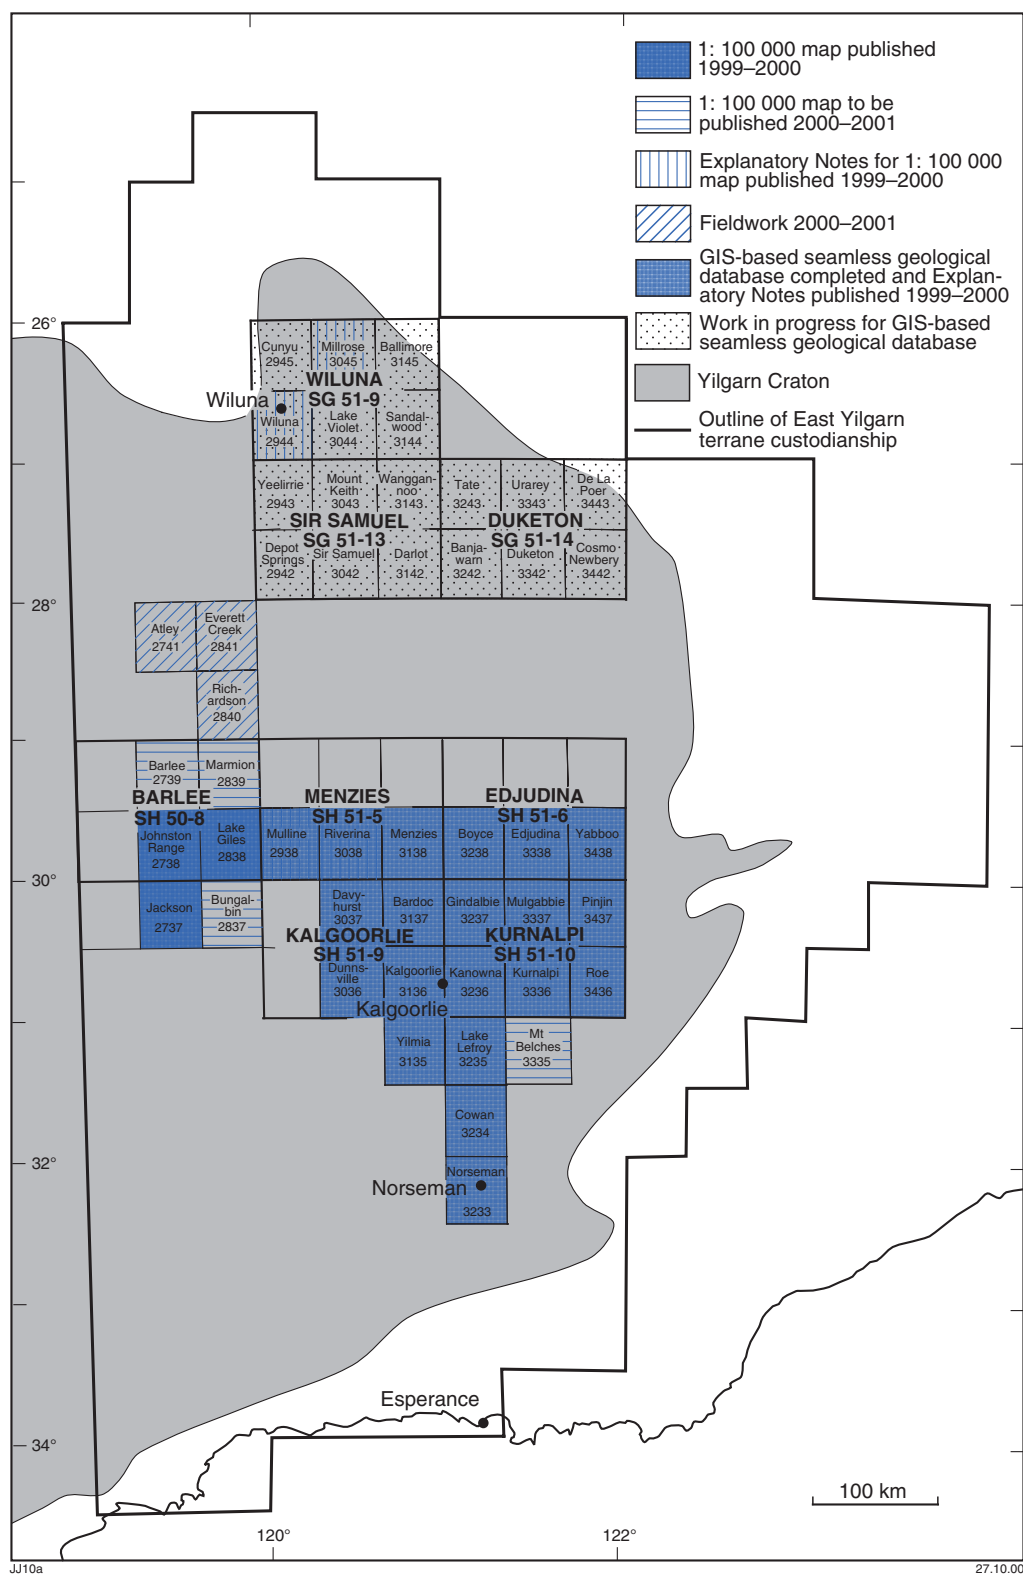 1: 100 000 map published
1999–2000
1: 100 000 map to be
published 2000–2001
Explanatory Notes for 1: 100 000
map published 1999–2000
Fieldwork 2000–2001
GIS-based seamless geological
database completed and Explan-
atory Notes published 1999–2000
Work in progress for GIS-based
seamless geological database
Yilgarn Craton
Outline of East Yilgarn
terrane custodianship
26°
Cunyu
2945
Millrose
3045
Ballimore
3145
WILUNA
SG 51-9
Wiluna
Wiluna
2944
Lake
Violet
3044
Sandal-
wood
3144
Yeelirrie
2943
Mount
Keith
3043
Wanggan-
noo
3143
Tate
3243
Urarey
3343
De La
Poer
3443
SIR SAMUEL
SG 51-13
DUKETON
SG 51-14
Depot
Springs
2942
Sir Samuel
3042
Darlot
3142
Banja-
warn
3242
Duketon
3342
Cosmo
Newbery
3442
28°
Atley
2741
Everett
Creek
2841
Rich-
ardson
2840
Barlee
2739
Marmion
2839
BARLEE
SH 50-8
MENZIES
SH 51-5
EDJUDINA
SH 51-6
Johnston
Range
2738
Lake
Giles
2838
Mulline
2938
Riverina
3038
Menzies
3138
Boyce
3238
Edjudina
3338
Yabboo
3438
30°
Jackson
2737
Bungal-
bin
2837
Davy-
hurst
3037
Bardoc
3137
Gindalbie
3237
Mulgabbie
3337
Pinjin
3437
KALGOORLIE
SH 51-9
KURNALPI
SH 51-10
Dunns-
ville
3036
Kalgoorlie
3136
Kanowna
3236
Kurnalpi
3336
Roe
3436
Kalgoorlie
Yilmia
3135
Lake
Lefroy
3235
Mt
Belches
3335
Cowan
3234
32°
Norseman
Norseman
3233
Esperance
34°
100 km
120°
122°
JJ10a
27.10.00